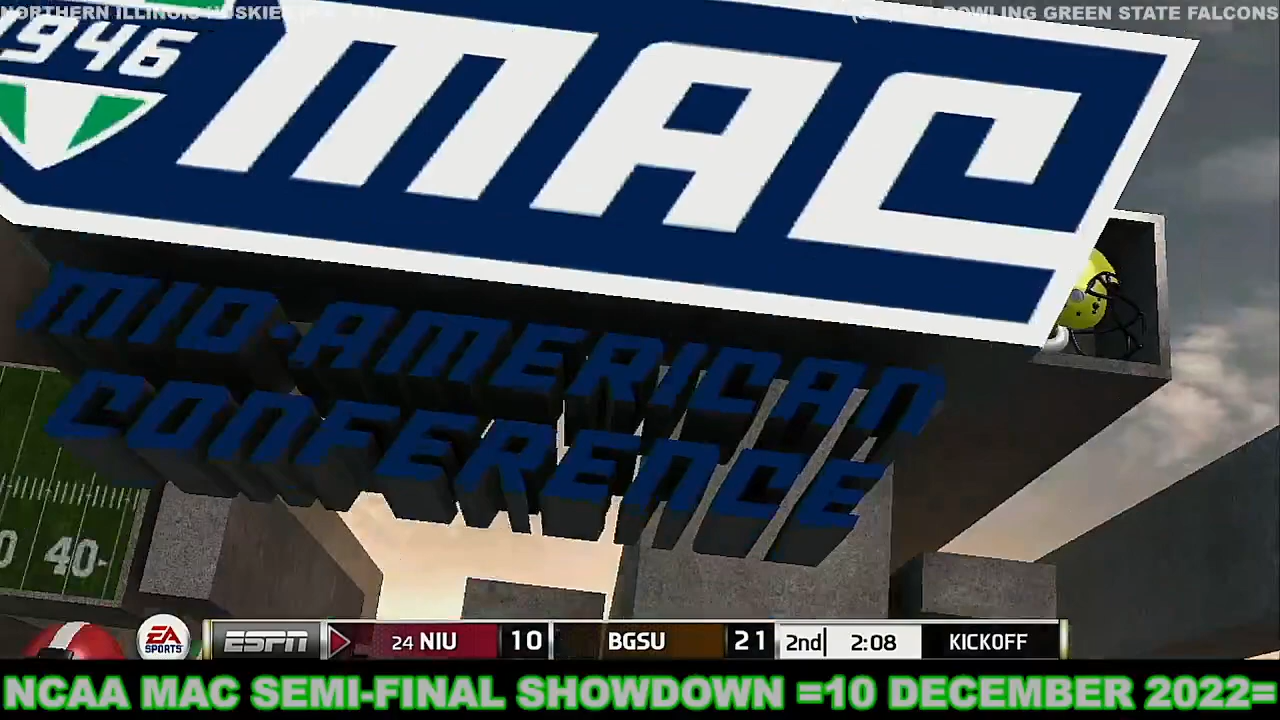 NORTHERN ILLINOIS HUSKIES
BOWLING GREEN STATE FALCONS
1946
MAC
MID-AMERICAN
CONFERENCE
40
EA
SPORTS
ESPN
24 NIU 10 BGSU 21 2nd 2:08 KICKOFF
NCAA MAC SEMI-FINAL SHOWDOWN =10 DECEMBER 2022=